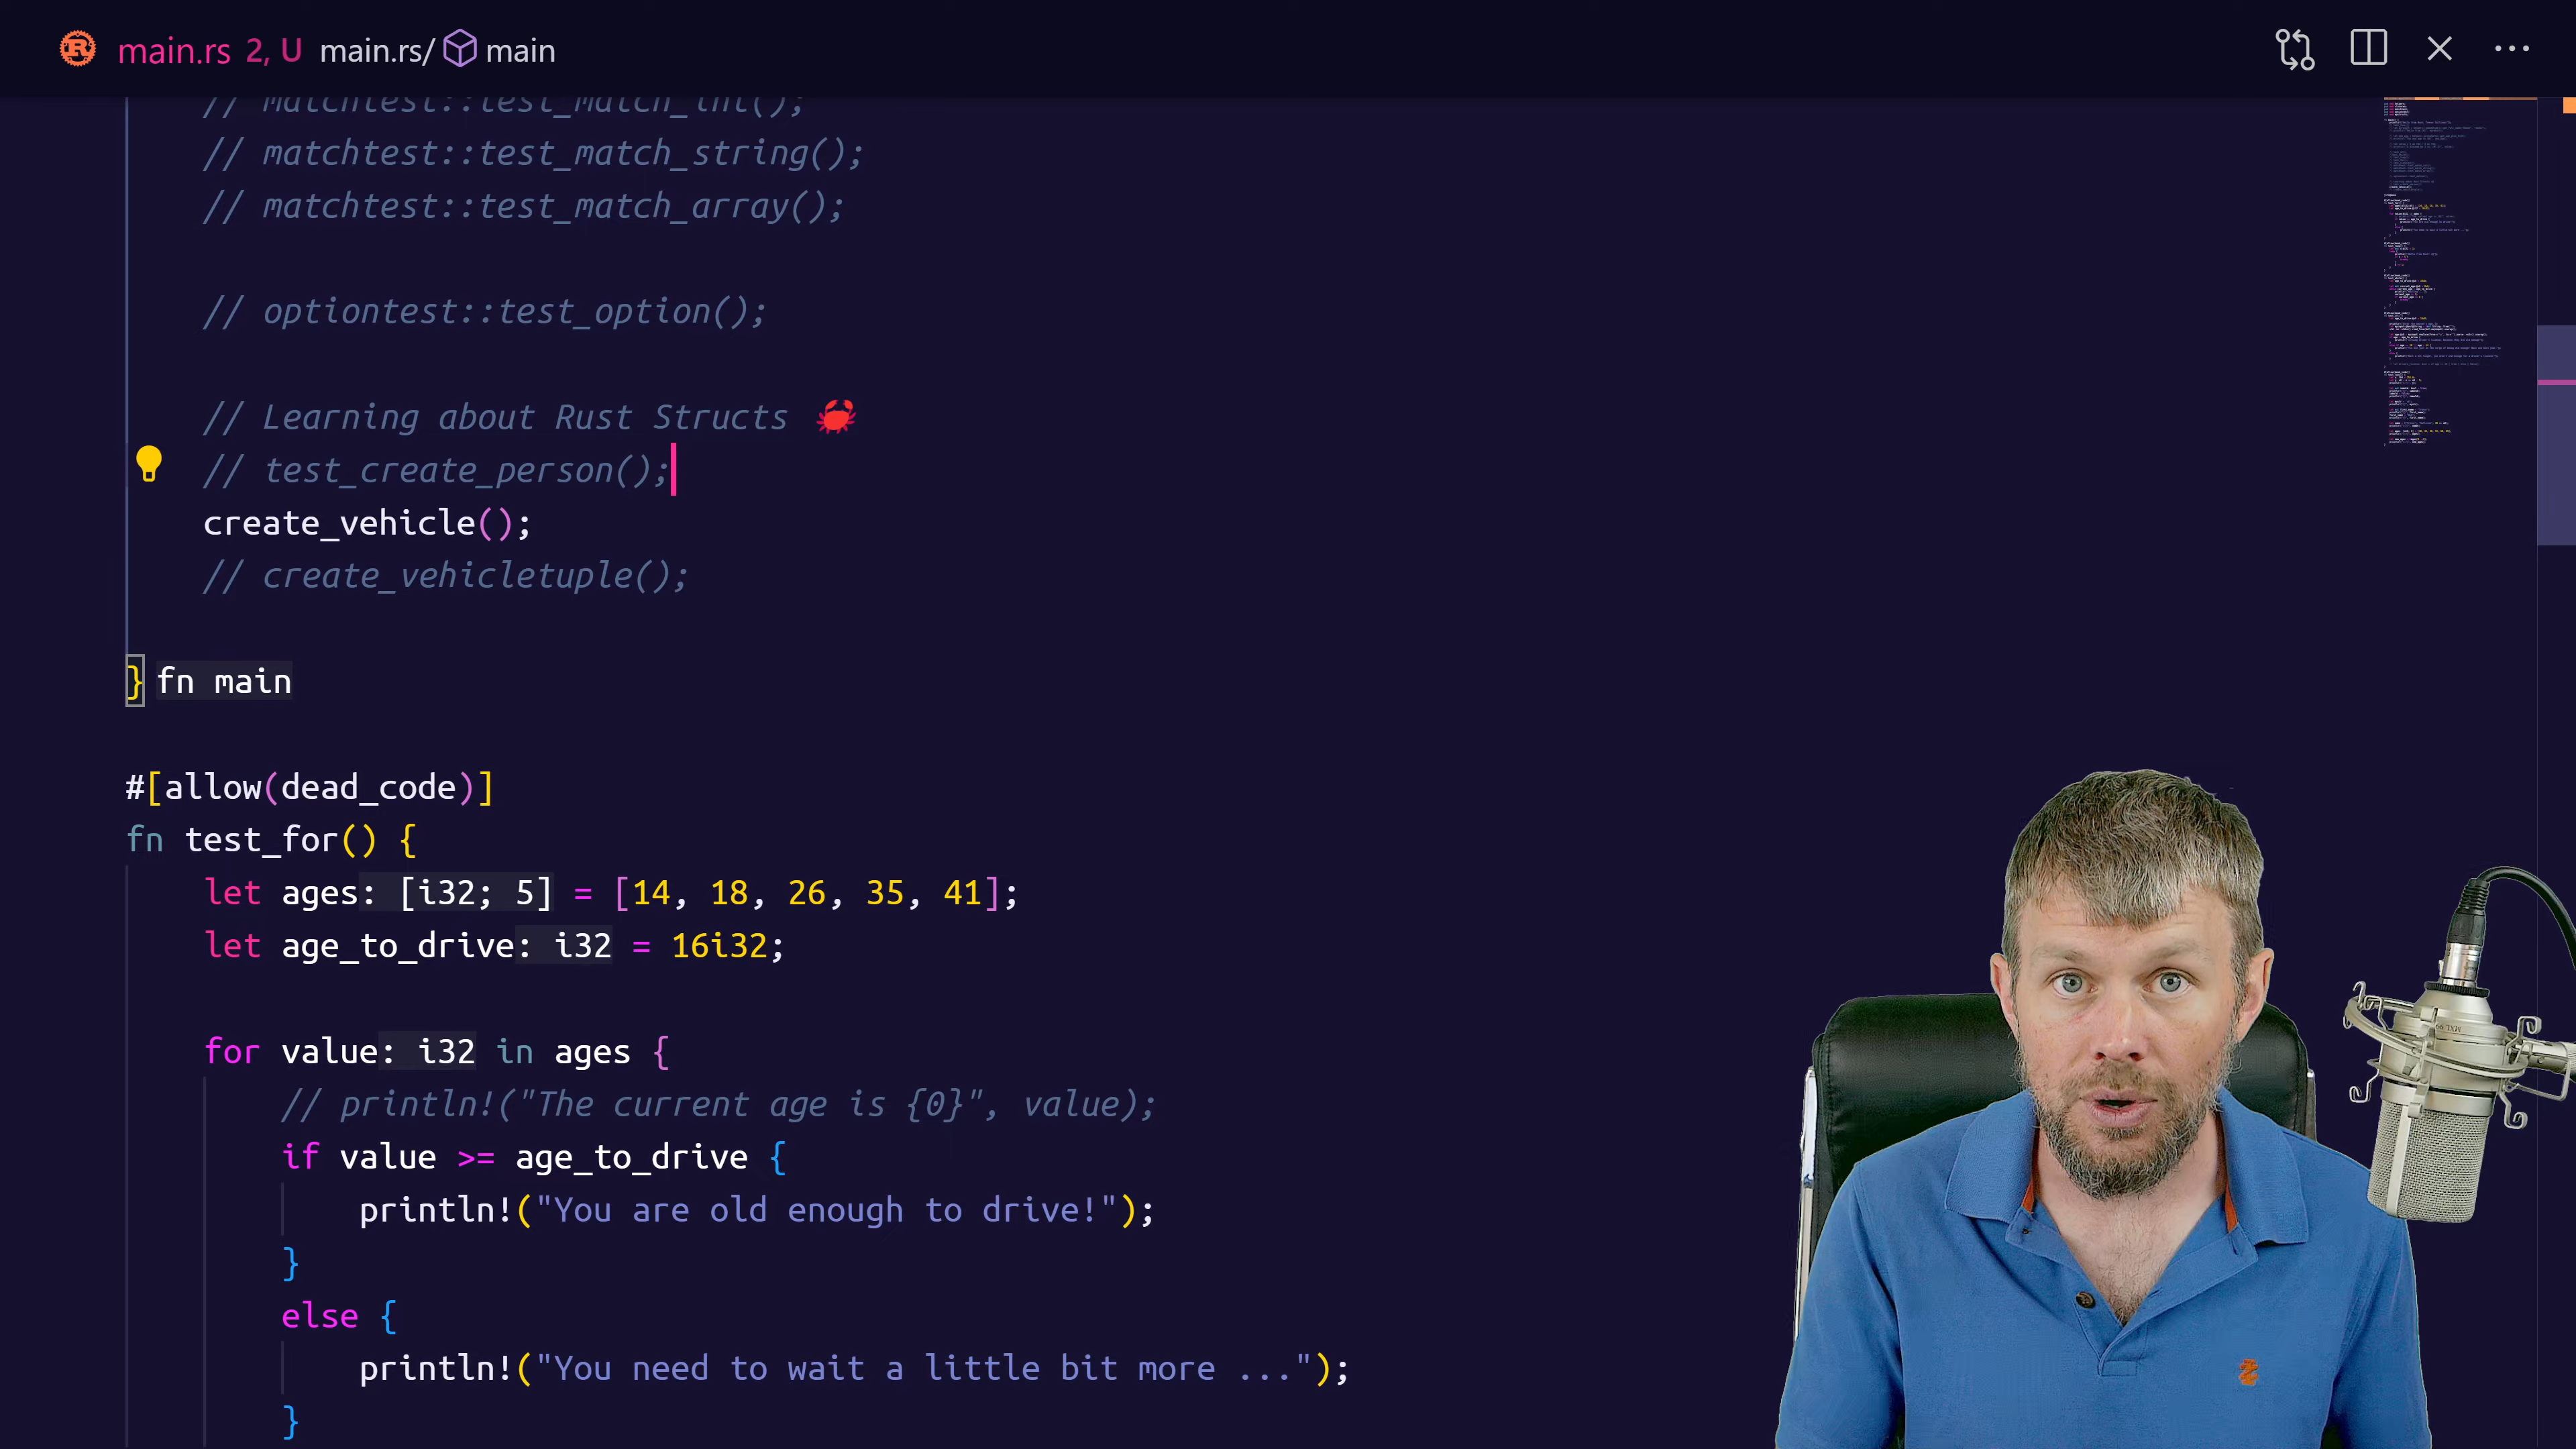 main.rs 2, U main.rs/ main
// matchtest::test_match_int();
// matchtest::test_match_string();
// matchtest::test_match_array();
// optiontest::test_option();
// Learning about Rust Structs 🦀
// test_create_person();
create_vehicle();
// create_vehicletuple();
} fn main
#[allow(dead_code)]
fn test_for() {
let ages: [i32; 5] = [14, 18, 26, 35, 41];
let age_to_drive: i32 = 16i32;
for value: i32 in ages {
// println!("The current age is {0}", value);
if value >= age_to_drive {
println!("You are old enough to drive!");
}
else {
println!("You need to wait a little bit more ...");
}